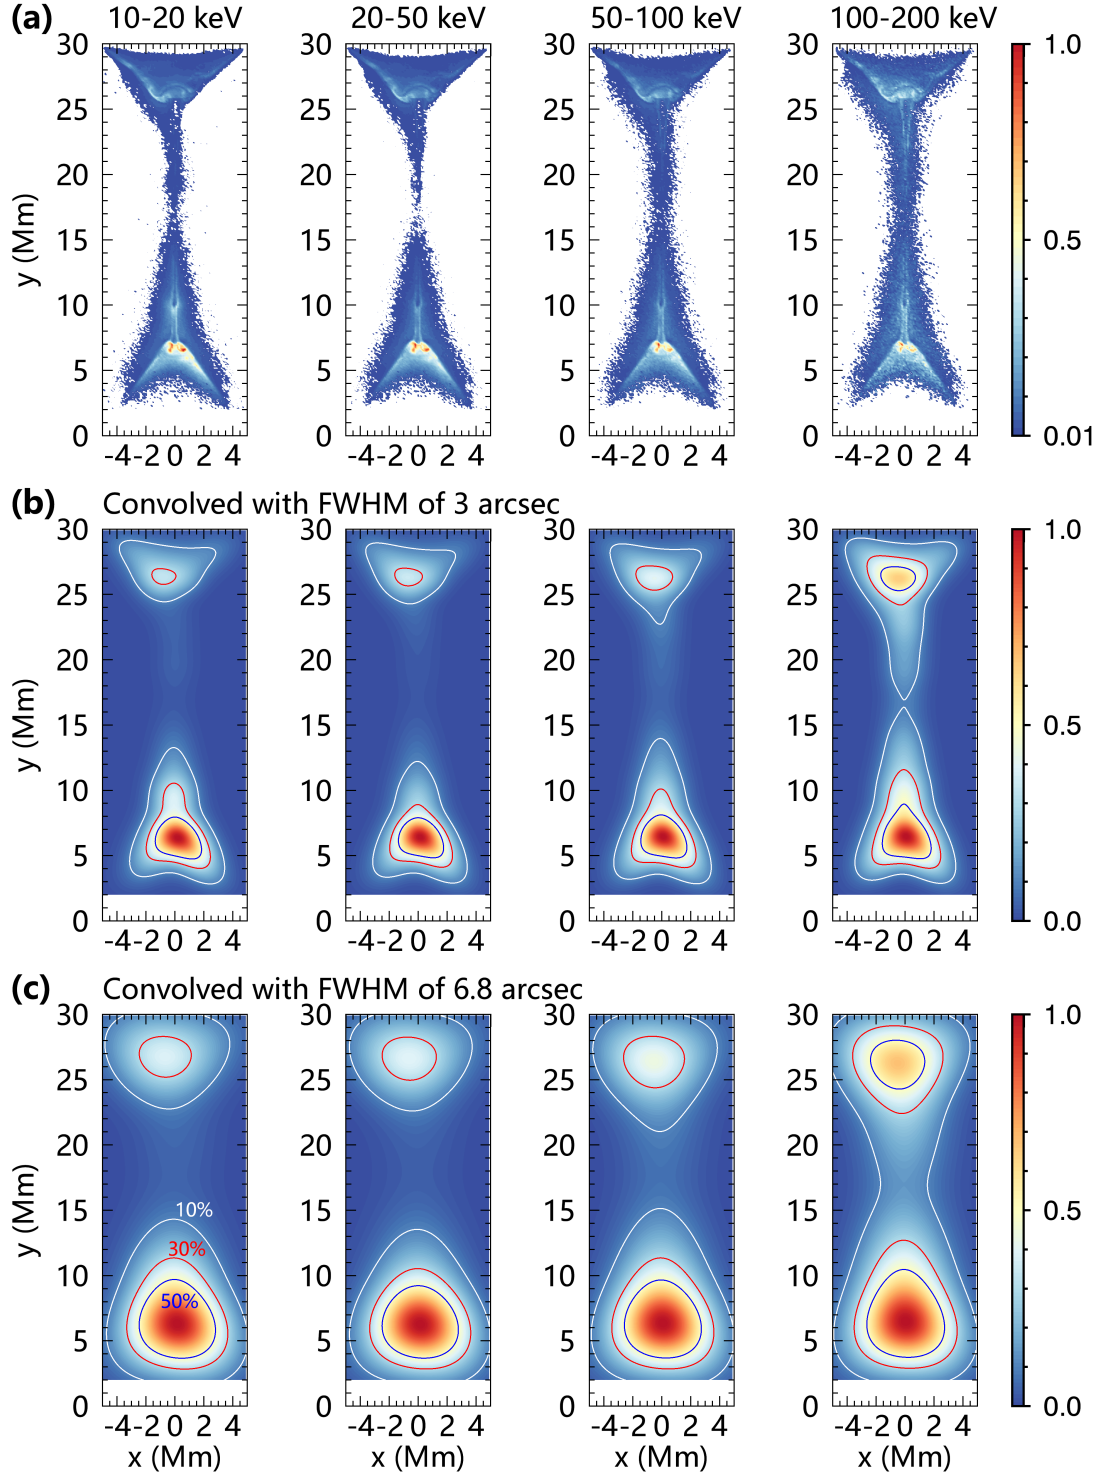 (a) 10-20 keV 20-50 keV 50-100 keV 100-200 keV
30 30 30 30 1.0
25 25 25 25
20 20 20 20
y (Mm) 15 15 15 15 0.5
10 10 10 10
5 5 5 5
0 0 0 0 0.01
-4-2 0 2 4 -4-2 0 2 4 -4-2 0 2 4 -4-2 0 2 4
(b) Convolved with FWHM of 3 arcsec
30 30 30 30 1.0
25 25 25 25
20 20 20 20
y (Mm) 15 15 15 15 0.5
10 10 10 10
5 5 5 5
0 0 0 0 0.0
-4-2 0 2 4 -4-2 0 2 4 -4-2 0 2 4 -4-2 0 2 4
(c) Convolved with FWHM of 6.8 arcsec
30 30 30 30 1.0
25 25 25 25
20 20 20 20
y (Mm) 15 10% 15 15 15 0.5
30%
10 10 10 10
50%
5 5 5 5
0 0 0 0 0.0
-4-2 0 2 4 -4-2 0 2 4 -4-2 0 2 4 -4-2 0 2 4
x (Mm) x (Mm) x (Mm) x (Mm)